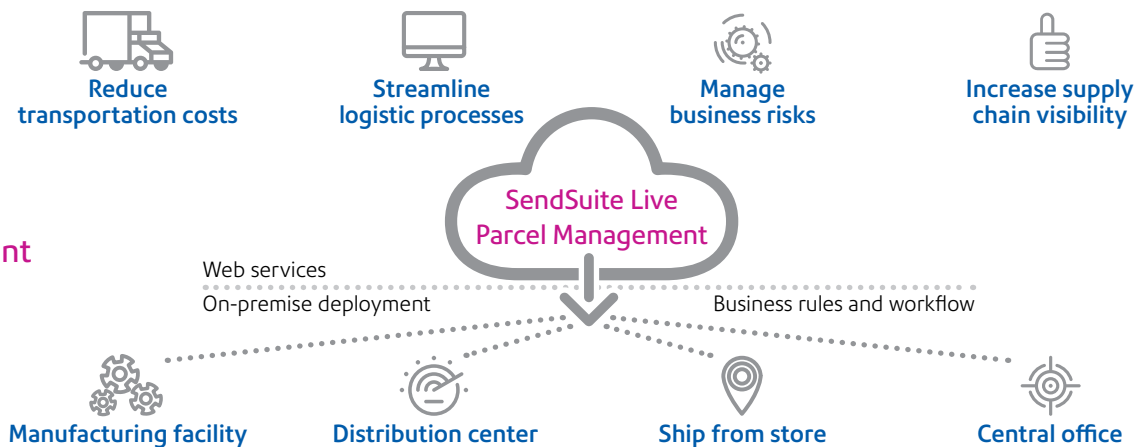 Reduce
transportation costs
Streamline
logistic processes
Manage
business risks
Increase supply
chain visibility
SendSuite Live
Parcel Management
nt
Web services
On-premise deployment
Business rules and workflow
Manufacturing facility
Distribution center
Ship from store
Central office